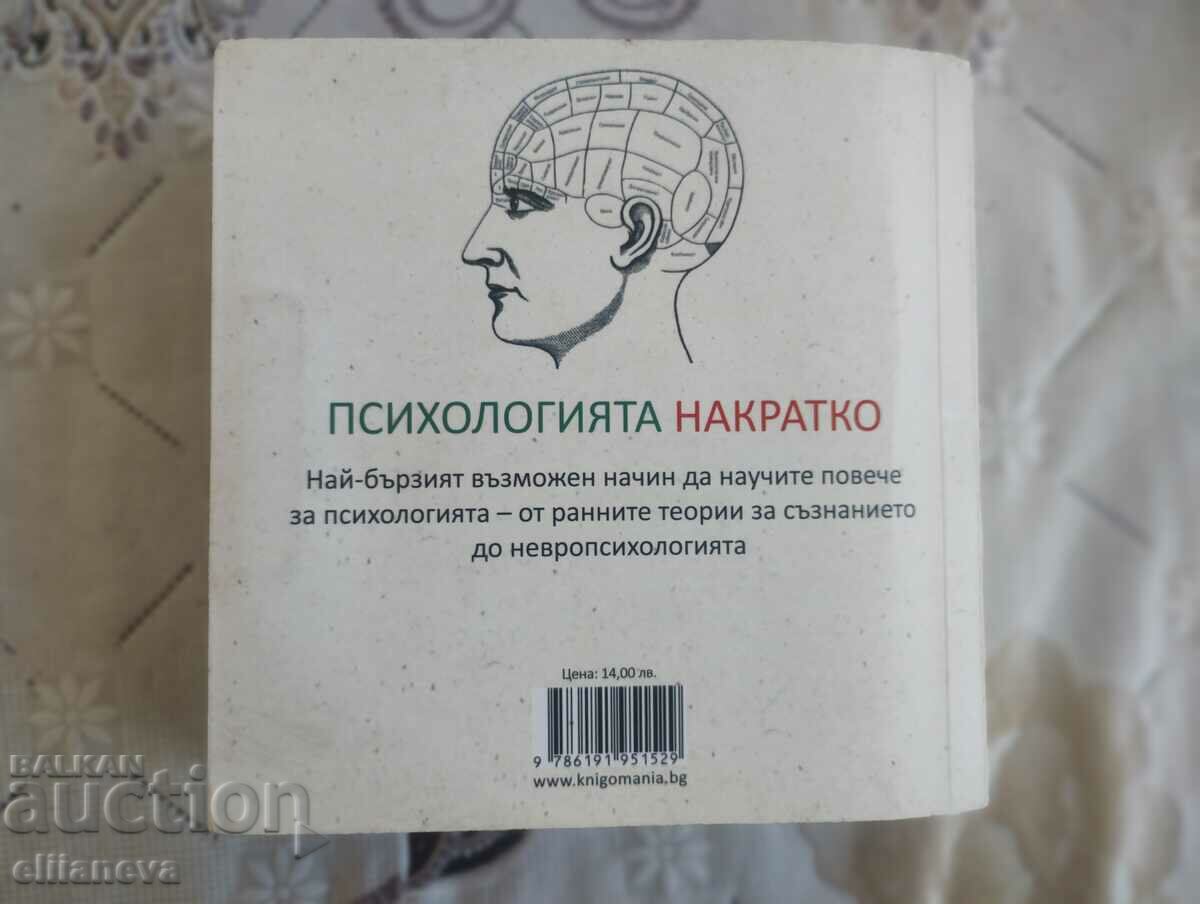 ПСИХОЛОГИЯТА НАКРАТКО
Най-бързият възможен начин да научите повече
за психологията – от ранните теории за съзнанието
до невропсихологията
Цена: 14,00 лв.
9 786191 951529
www.knigomania.bg
BALKAN
auction
ellianeva